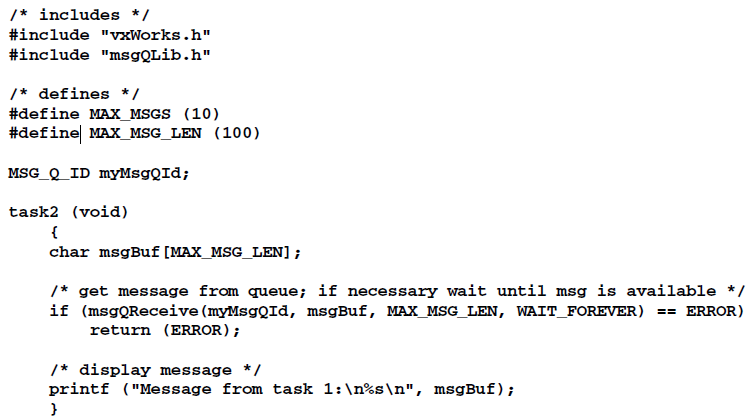 /* includes */
#include "vxWorks.h"
#include "msgQLib.h"

/* defines */
#define MAX_MSGS (10)
#define MAX_MSG_LEN (100)

MSG_Q_ID myMsgQId;

task2 (void)
    {
    char msgBuf[MAX_MSG_LEN];

    /* get message from queue; if necessary wait until msg is available */
    if (msgQReceive(myMsgQId, msgBuf, MAX_MSG_LEN, WAIT_FOREVER) == ERROR)
        return (ERROR);

    /* display message */
    printf ("Message from task 1:\n%s\n", msgBuf);
    }